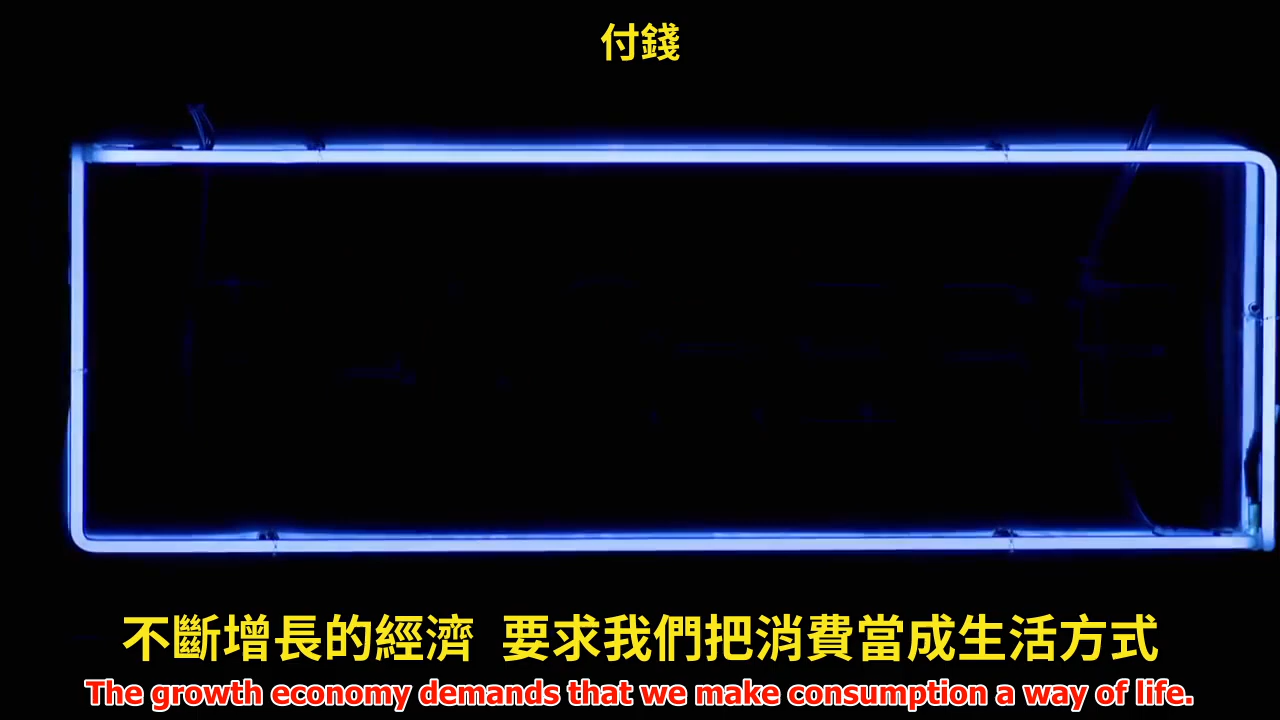 付錢
不斷增長的經濟 要求我們把消費當成生活方式
The growth economy demands that we make consumption a way of life.